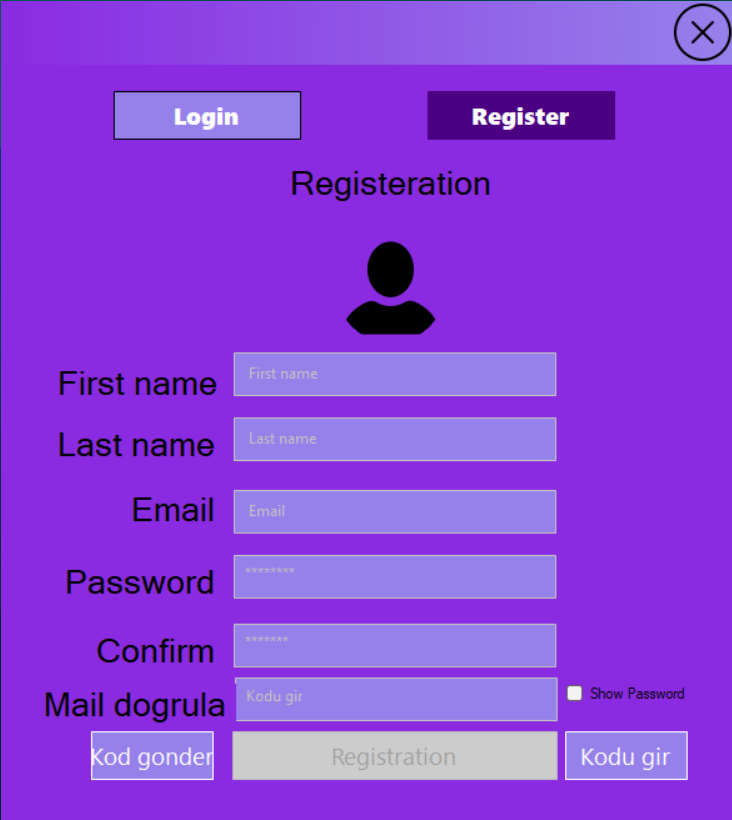 Login
Register
Registeration
First name
First name
Last name
Last name
Email
Email
Password
********
Confirm
*******
Mail dogrula
Kodu gir
Show Password
Kod gonder
Registration
Kodu gir